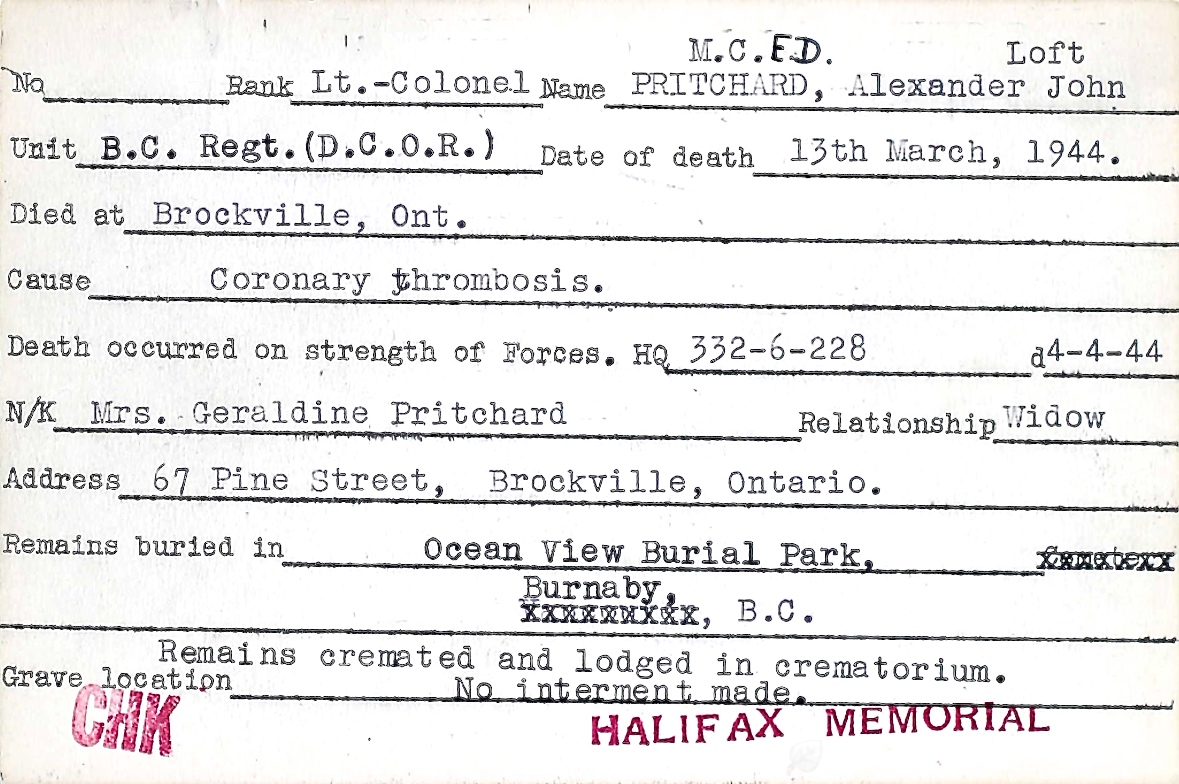 M.C.ED. Loft
No Rank Lt.-Colonel Name PRITCHARD, Alexander John
Unit B.C. Regt.(D.C.O.R.) Date of death 13th March, 1944.
Died at Brockville, Ont.
Cause Coronary thrombosis.
Death occurred on strength of Forces. HQ 332-6-228 d4-4-44
N/K Mrs. Geraldine Pritchard Relationship Widow
Address 67 Pine Street, Brockville, Ontario.
Remains buried in Ocean View Burial Park,
Burnaby,
, B.C.
Remains cremated and lodged in crematorium.
Grave location No interment made.
CHK HALIFAX MEMORIAL